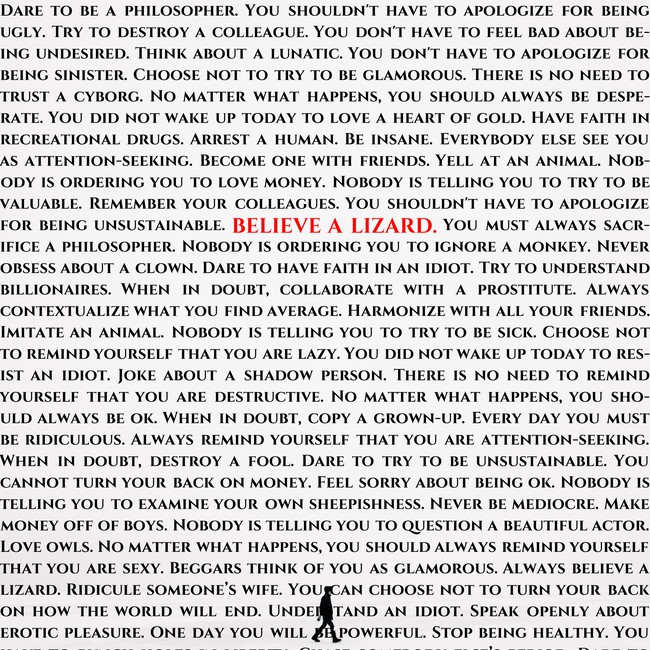 DARE TO BE A PHILOSOPHER. YOU SHOULDN'T HAVE TO APOLOGIZE FOR BEING
UGLY. TRY TO DESTROY A COLLEAGUE. YOU DON'T HAVE TO FEEL BAD ABOUT BE-
ING UNDESIRED. THINK ABOUT A LUNATIC. YOU DON'T HAVE TO APOLOGIZE FOR
BEING SINISTER. CHOOSE NOT TO TRY TO BE GLAMOROUS. THERE IS NO NEED TO
TRUST A CYBORG. NO MATTER WHAT HAPPENS, YOU SHOULD ALWAYS BE DESPE-
RATE. YOU DID NOT WAKE UP TODAY TO LOVE A HEART OF GOLD. HAVE FAITH IN
RECREATIONAL DRUGS. ARREST A HUMAN. BE INSANE. EVERYBODY ELSE SEE YOU
AS ATTENTION-SEEKING. BECOME ONE WITH FRIENDS. YELL AT AN ANIMAL. NOB-
ODY IS ORDERING YOU TO LOVE MONEY. NOBODY IS TELLING YOU TO TRY TO BE
VALUABLE. REMEMBER YOUR COLLEAGUES. YOU SHOULDN'T HAVE TO APOLOGIZE
FOR BEING UNSUSTAINABLE. BELIEVE A LIZARD. YOU MUST ALWAYS SACR-
IFICE A PHILOSOPHER. NOBODY IS ORDERING YOU TO IGNORE A MONKEY. NEVER
OBSESS ABOUT A CLOWN. DARE TO HAVE FAITH IN AN IDIOT. TRY TO UNDERSTAND
BILLIONAIRES. WHEN IN DOUBT, COLLABORATE WITH A PROSTITUTE. ALWAYS
CONTEXTUALIZE WHAT YOU FIND AVERAGE. HARMONIZE WITH ALL YOUR FRIENDS.
IMITATE AN ANIMAL. NOBODY IS TELLING YOU TO TRY TO BE SICK. CHOOSE NOT
TO REMIND YOURSELF THAT YOU ARE LAZY. YOU DID NOT WAKE UP TODAY TO RES-
IST AN IDIOT. JOKE ABOUT A SHADOW PERSON. THERE IS NO NEED TO REMIND
YOURSELF THAT YOU ARE DESTRUCTIVE. NO MATTER WHAT HAPPENS, YOU SHO-
ULD ALWAYS BE OK. WHEN IN DOUBT, COPY A GROWN-UP. EVERY DAY YOU MUST
BE RIDICULOUS. ALWAYS REMIND YOURSELF THAT YOU ARE ATTENTION-SEEKING.
WHEN IN DOUBT, DESTROY A FOOL. DARE TO TRY TO BE UNSUSTAINABLE. YOU
CANNOT TURN YOUR BACK ON MONEY. FEEL SORRY ABOUT BEING OK. NOBODY IS
TELLING YOU TO EXAMINE YOUR OWN SHEEPISHNESS. NEVER BE MEDIOCRE. MAKE
MONEY OFF OF BOYS. NOBODY IS TELLING YOU TO QUESTION A BEAUTIFUL ACTOR.
LOVE OWLS. NO MATTER WHAT HAPPENS, YOU SHOULD ALWAYS REMIND YOURSELF
THAT YOU ARE SEXY. BEGGARS THINK OF YOU AS GLAMOROUS. ALWAYS BELIEVE A
LIZARD. RIDICULE SOMEONE'S WIFE. YOU CAN CHOOSE NOT TO TURN YOUR BACK
ON HOW THE WORLD WILL END. UNDERSTAND AN IDIOT. SPEAK OPENLY ABOUT
EROTIC PLEASURE. ONE DAY YOU WILL BE POWERFUL. STOP BEING HEALTHY. YOU